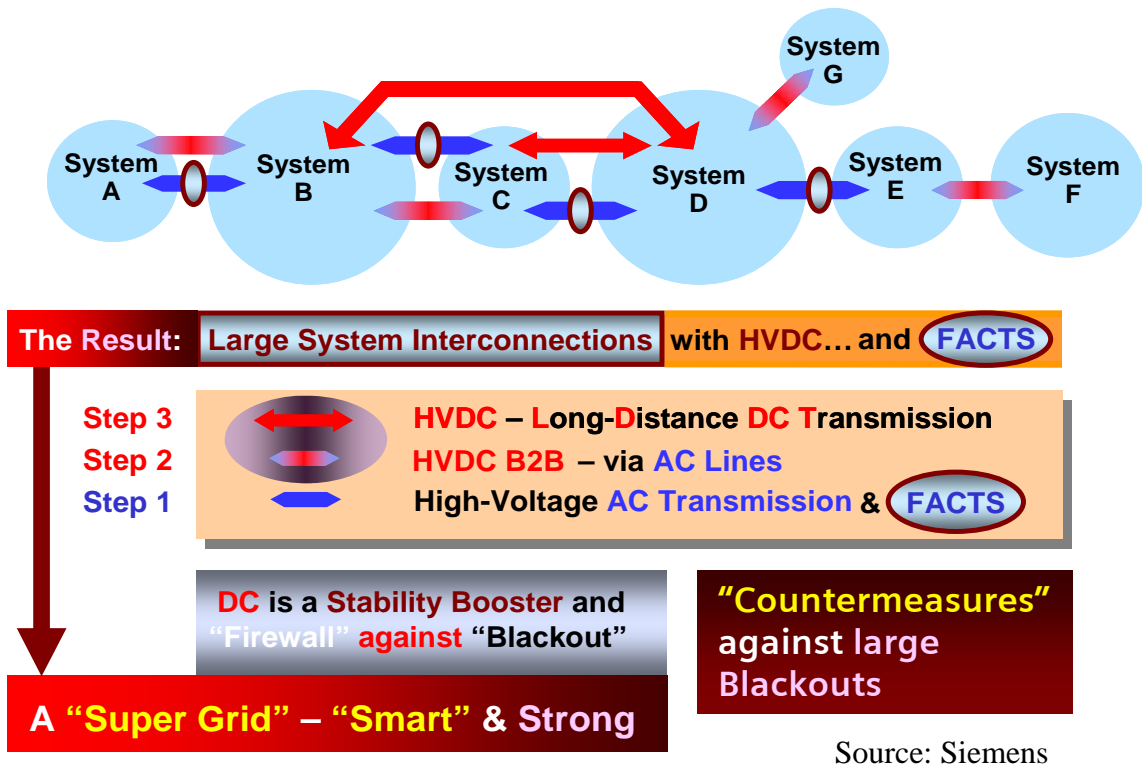 System
G
System
A
System
B
System
C
System
D
System
E
System
F
The Result: Large System Interconnections with HVDC… and FACTS
Step 3 HVDC – Long-Distance DC Transmission
Step 2 HVDC B2B – via AC Lines
Step 1 High-Voltage AC Transmission & FACTS
DC is a Stability Booster and
“Firewall” against “Blackout”
“Countermeasures”
against large
Blackouts
A “Super Grid” – “Smart” & Strong
Source: Siemens